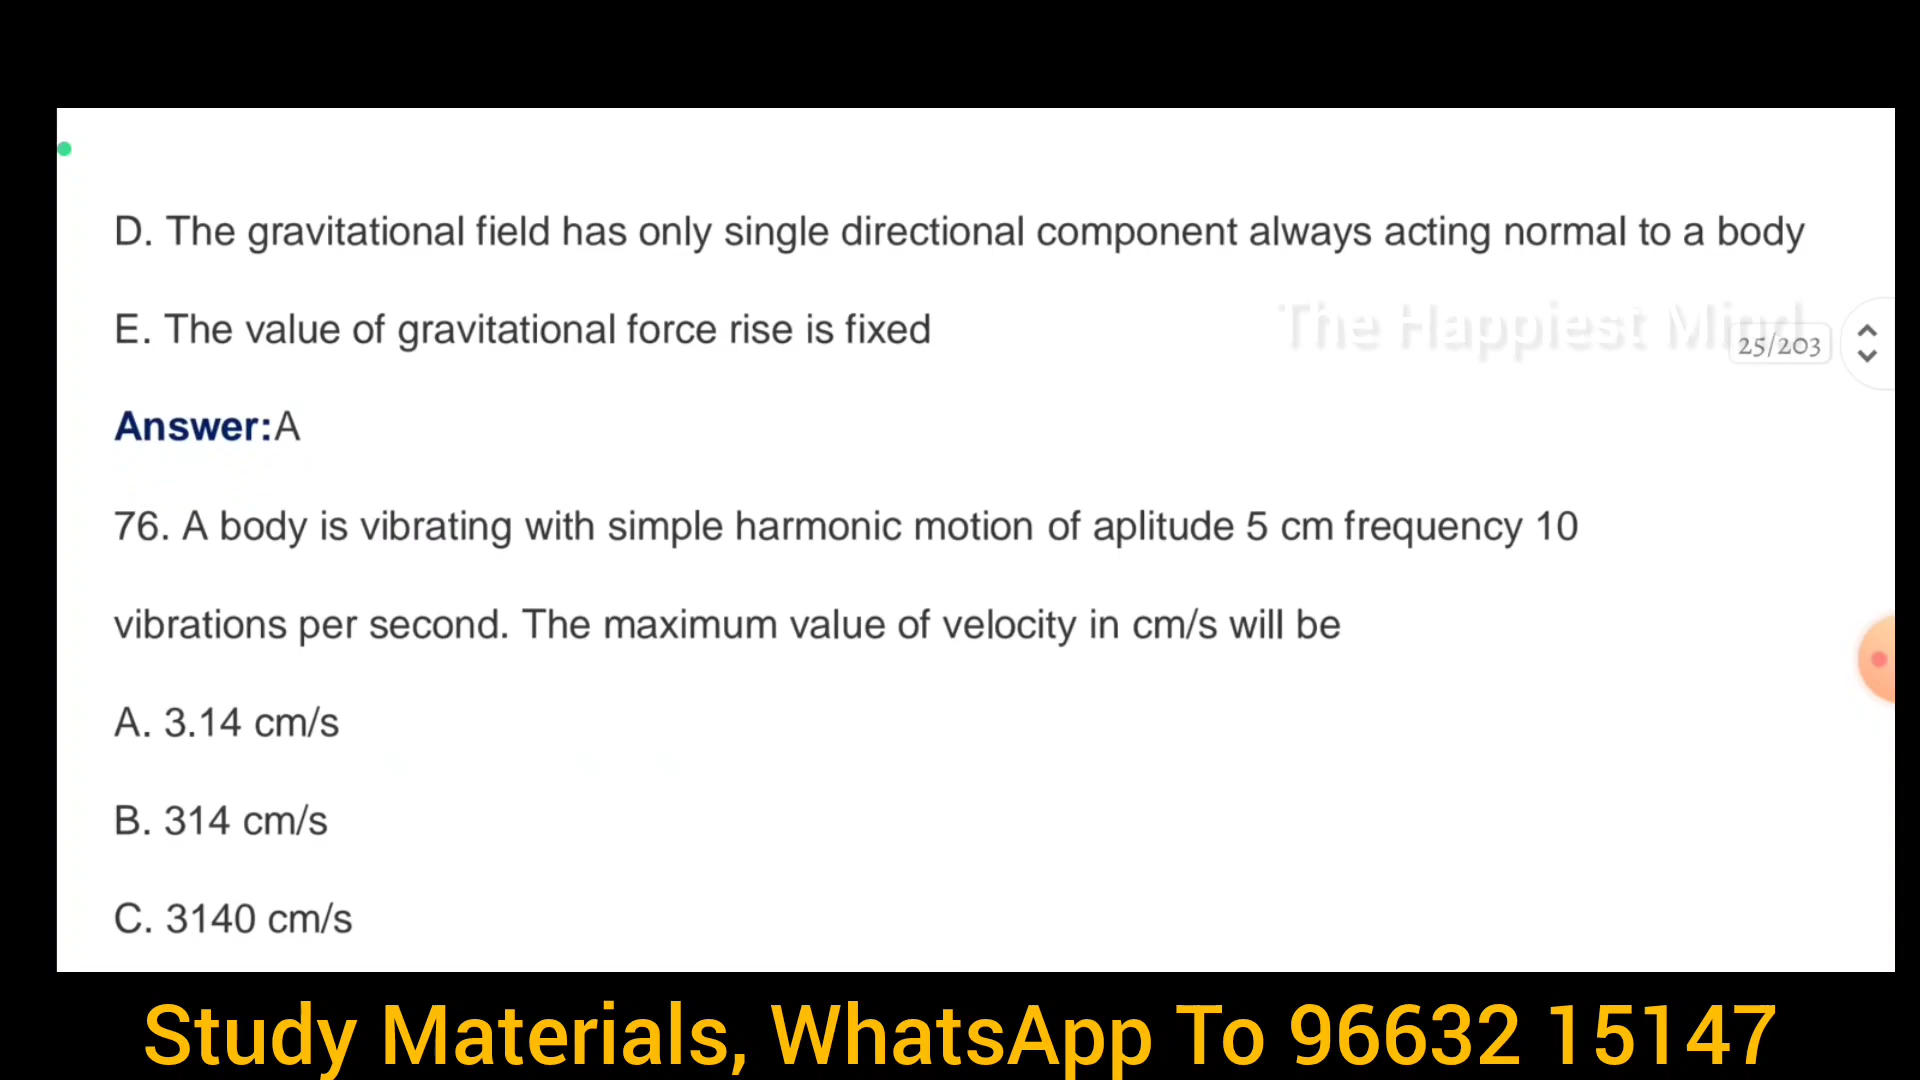 D. The gravitational field has only single directional component always acting normal to a body
E. The value of gravitational force rise is fixed
The Happiest Mind
25/203
Answer:A
76. A body is vibrating with simple harmonic motion of aplitude 5 cm frequency 10
vibrations per second. The maximum value of velocity in cm/s will be
A. 3.14 cm/s
B. 314 cm/s
C. 3140 cm/s
Study Materials, WhatsApp To 96632 15147